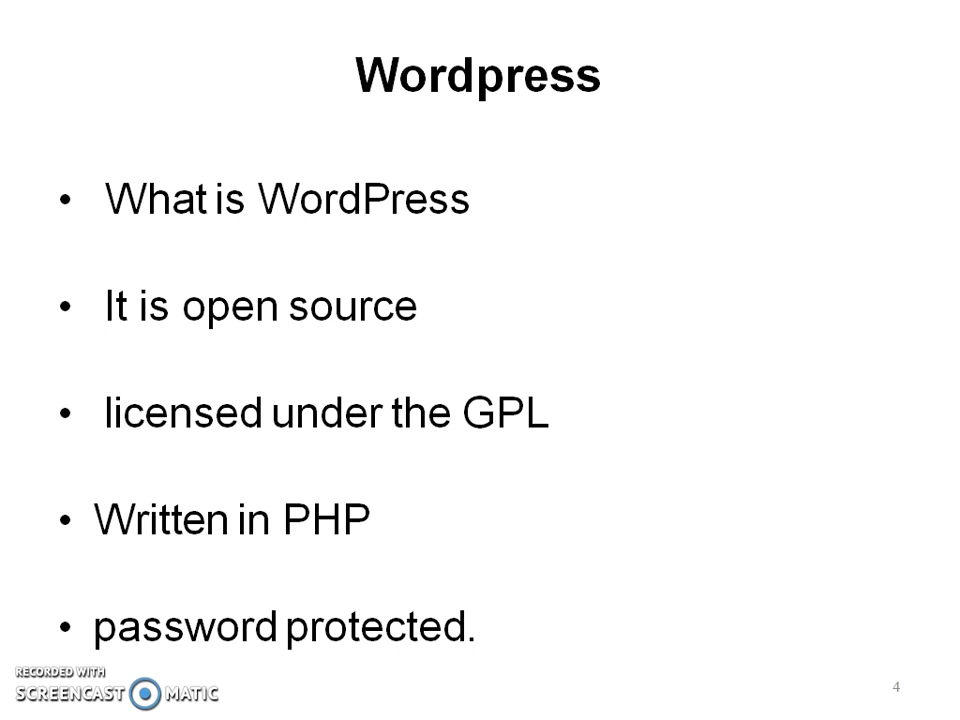 Wordpress
• What is WordPress
• It is open source
• licensed under the GPL
• Written in PHP
• password protected.
RECORDED WITH
SCREENCAST MATIC
4